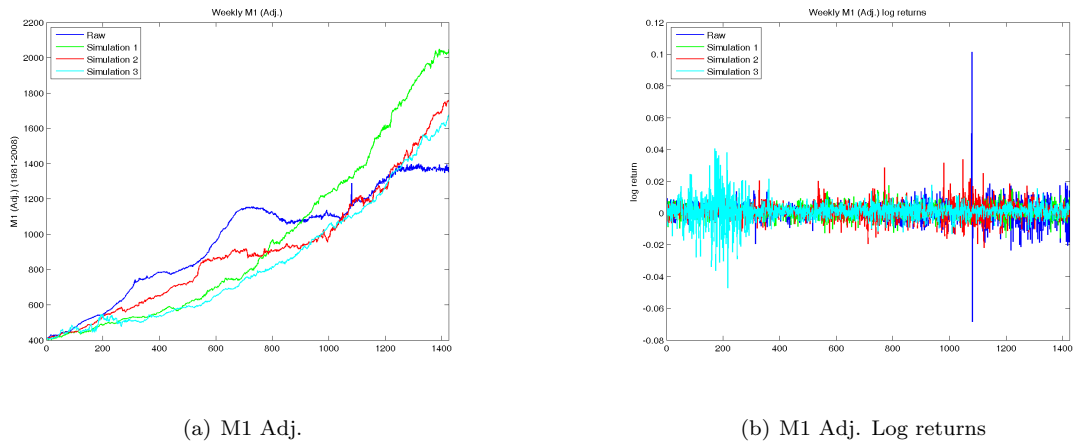 Weekly M1 (Adj.)
M1 (Adj.) (1981-2008)
2200
2000
1800
1600
1400
1200
1000
800
600
400
0
200
400
600
800
1000
1200
1400
Raw
Simulation 1
Simulation 2
Simulation 3
(a) M1 Adj.
Weekly M1 (Adj.) log returns
log return
0.12
0.1
0.08
0.06
0.04
0.02
0
-0.02
-0.04
-0.06
-0.08
0
200
400
600
800
1000
1200
1400
Raw
Simulation 1
Simulation 2
Simulation 3
(b) M1 Adj. Log returns